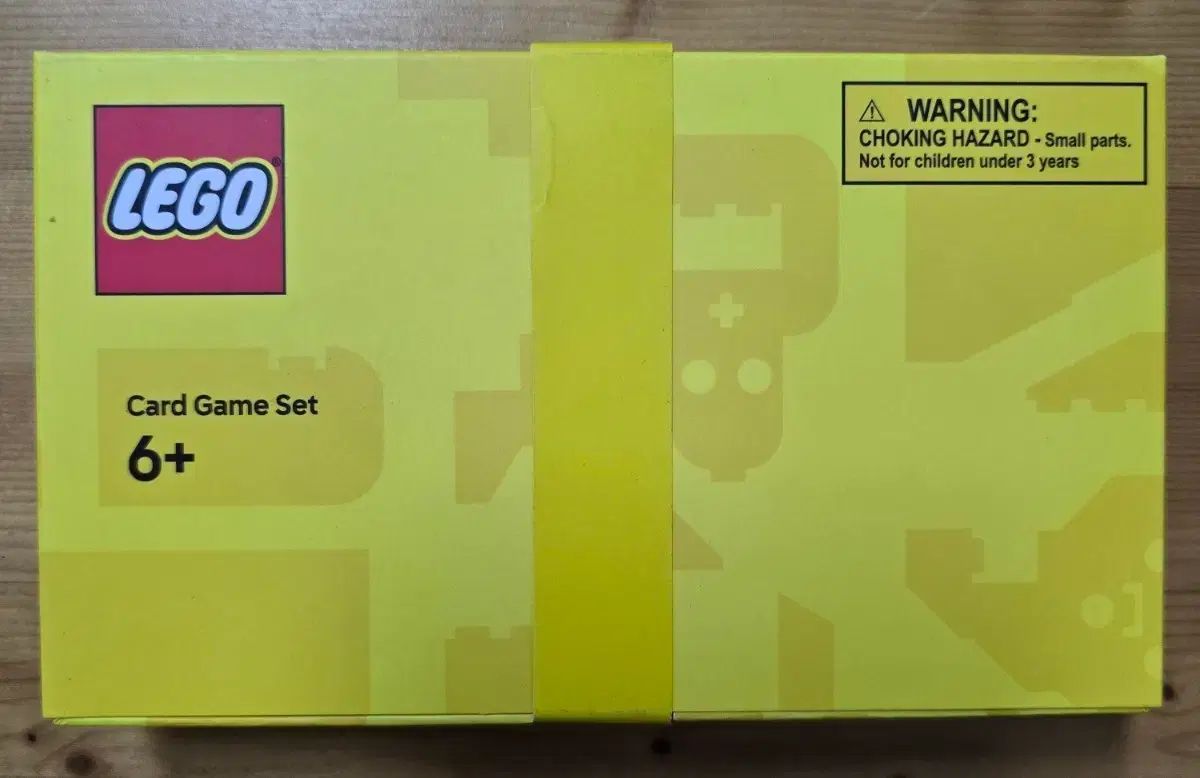 LEGO®
Card Game Set
6+
⚠ WARNING:
CHOKING HAZARD - Small parts.
Not for children under 3 years